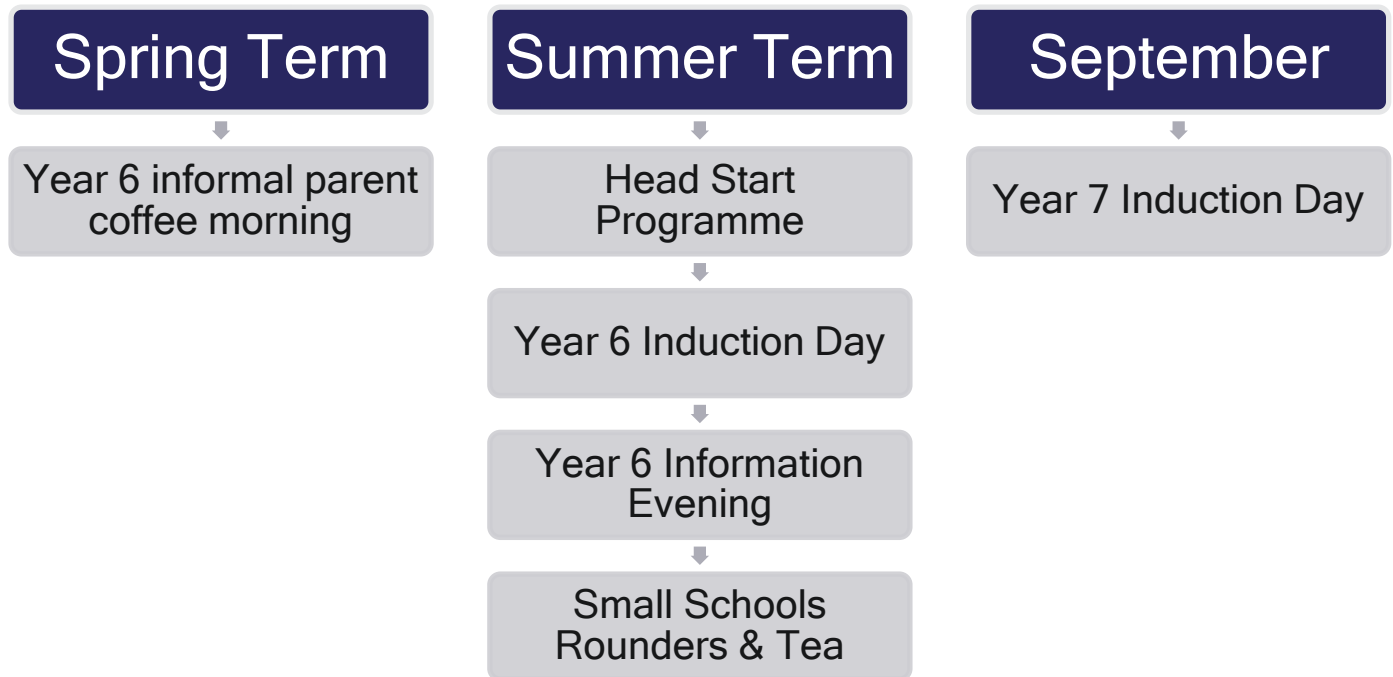 Spring Term
Year 6 informal parent
coffee morning
Summer Term
Head Start
Programme
Year 6 Induction Day
Year 6 Information
Evening
Small Schools
Rounders & Tea
September
Year 7 Induction Day